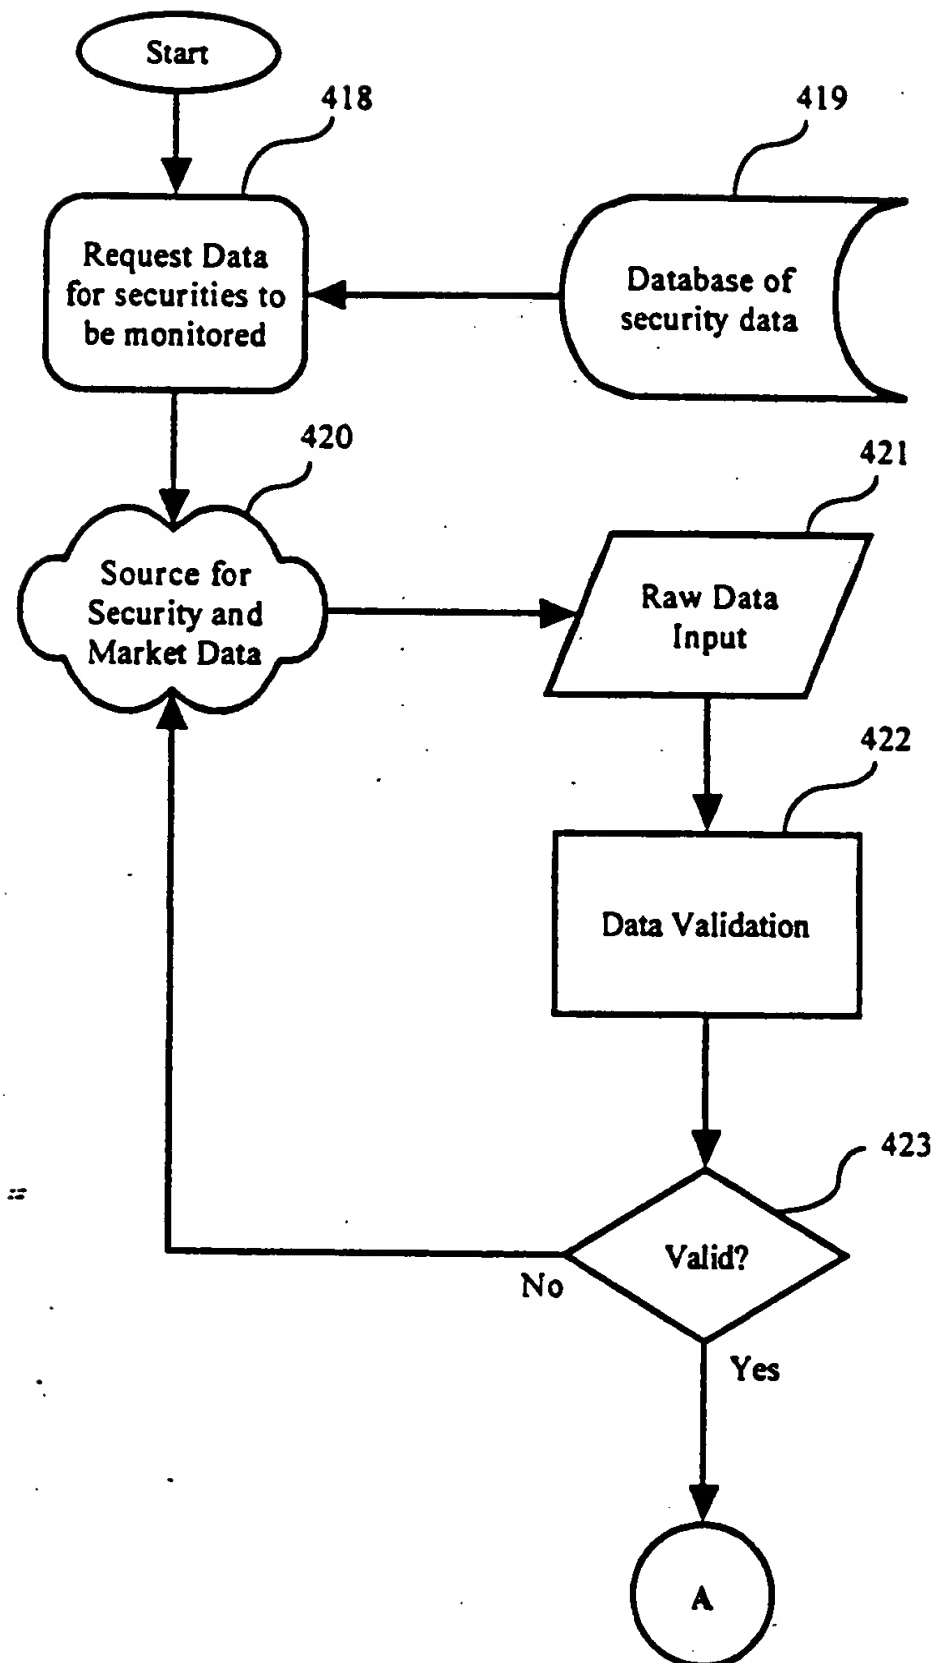 Start
418
419
Request Data
for securities to
be monitored
Database of
security data
420
421
Source for
Security and
Market Data
Raw Data
Input
422
Data Validation
423
Valid?
No
Yes
A